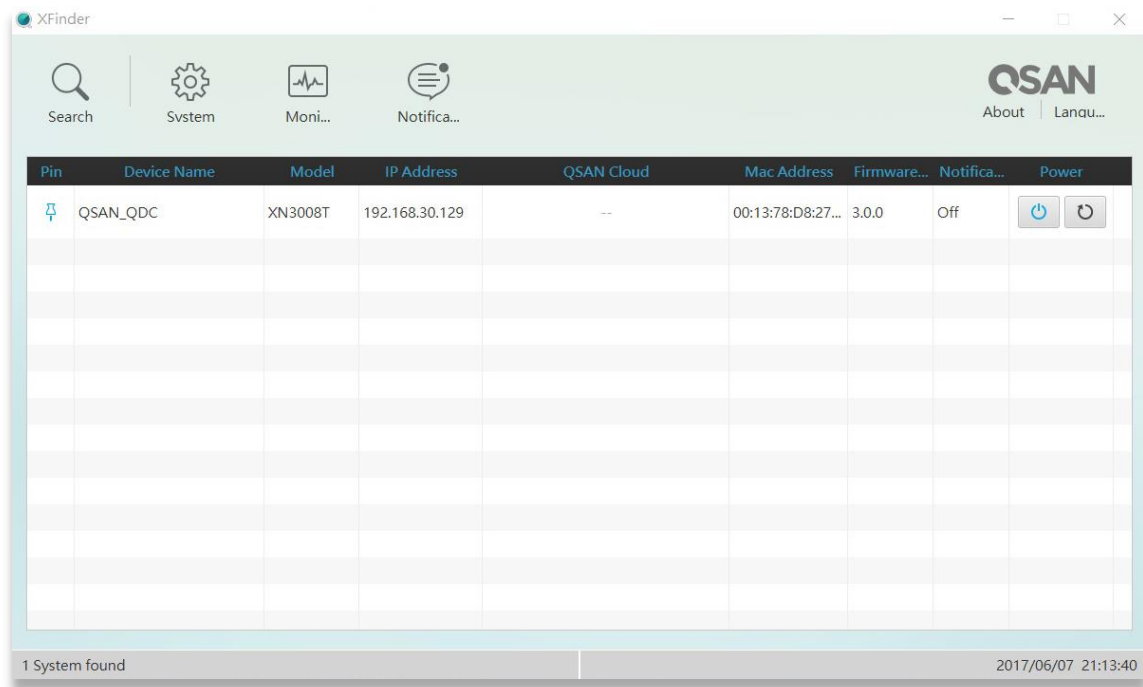 XFinder
QSAN
Search System Moni... Notifica... About Langu...
Pin Device Name Model IP Address QSAN Cloud Mac Address Firmware... Notifica... Power
QSAN_QDC XN3008T 192.168.30.129 -- 00:13:78:D8:27... 3.0.0 Off
1 System found 2017/06/07 21:13:40